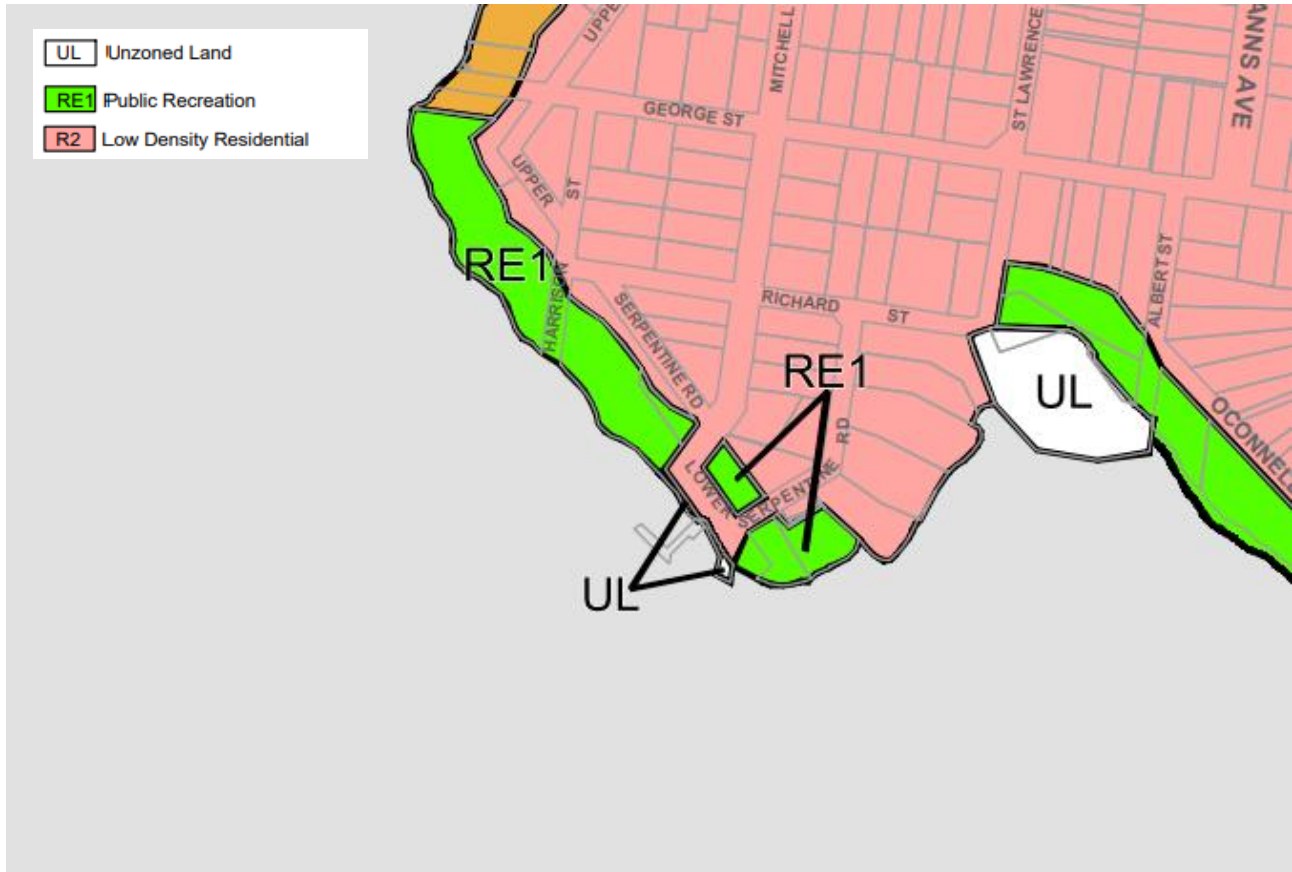 UL Unzoned Land
RE1 Public Recreation
R2 Low Density Residential
UPPE
MITCHELL
ST LAWRENCE
ANNS AVE
GEORGE ST
UPPER
ST
RE1
HARRISON
SERPENTINE RD
RICHARD
ST
ALBERT ST
RE1
UL
OCONNELL
RD
LOWER SERPENTINE
UL